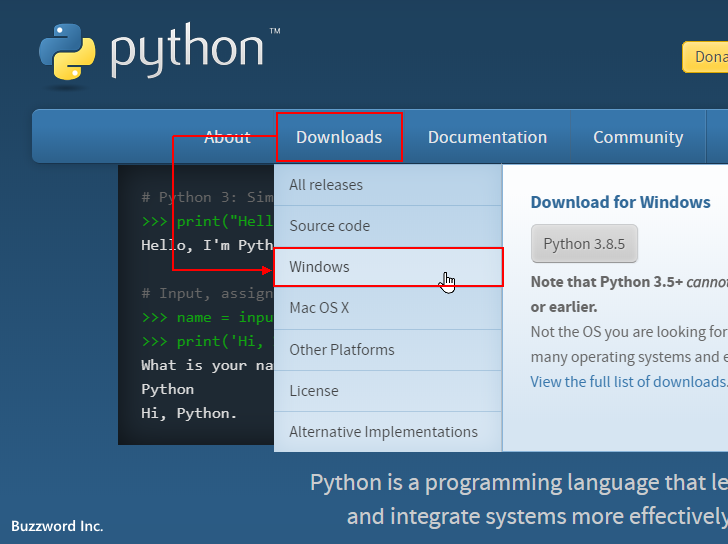 python™
Dona
About
Downloads
Documentation
Community
# Python 3: Sim
>>> print("Hell
Hello, I'm Pyth
# Input, assign
>>> name = inpu
>>> print('Hi,
What is your na
Python
Hi, Python.
All releases
Source code
Windows
Mac OS X
Other Platforms
License
Alternative Implementations
Download for Windows
Python 3.8.5
Note that Python 3.5+ cannot
or earlier.
Not the OS you are looking for
many operating systems and e
View the full list of downloads.
Python is a programming language that le
and integrate systems more effectively
Buzzword Inc.